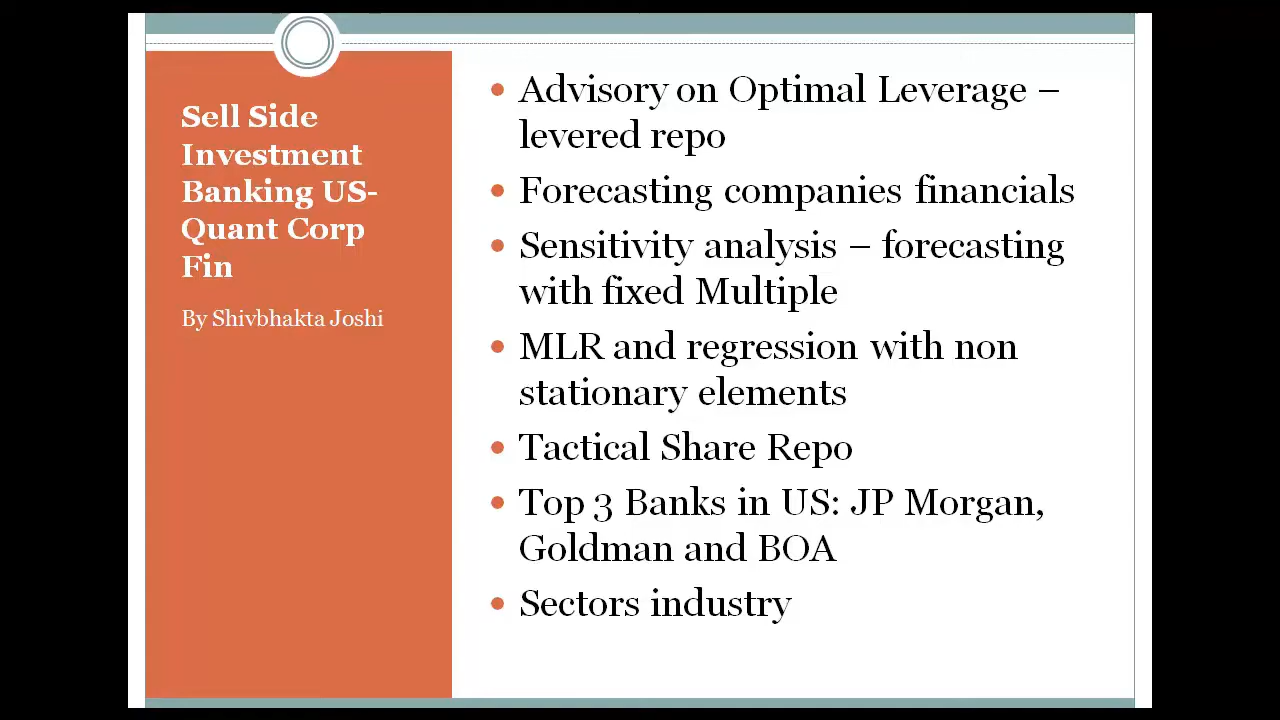 Sell Side
Investment
Banking US-
Quant Corp
Fin
By Shivbhakta Joshi
• Advisory on Optimal Leverage –
levered repo
• Forecasting companies financials
• Sensitivity analysis – forecasting
with fixed Multiple
• MLR and regression with non
stationary elements
• Tactical Share Repo
• Top 3 Banks in US: JP Morgan,
Goldman and BOA
• Sectors industry